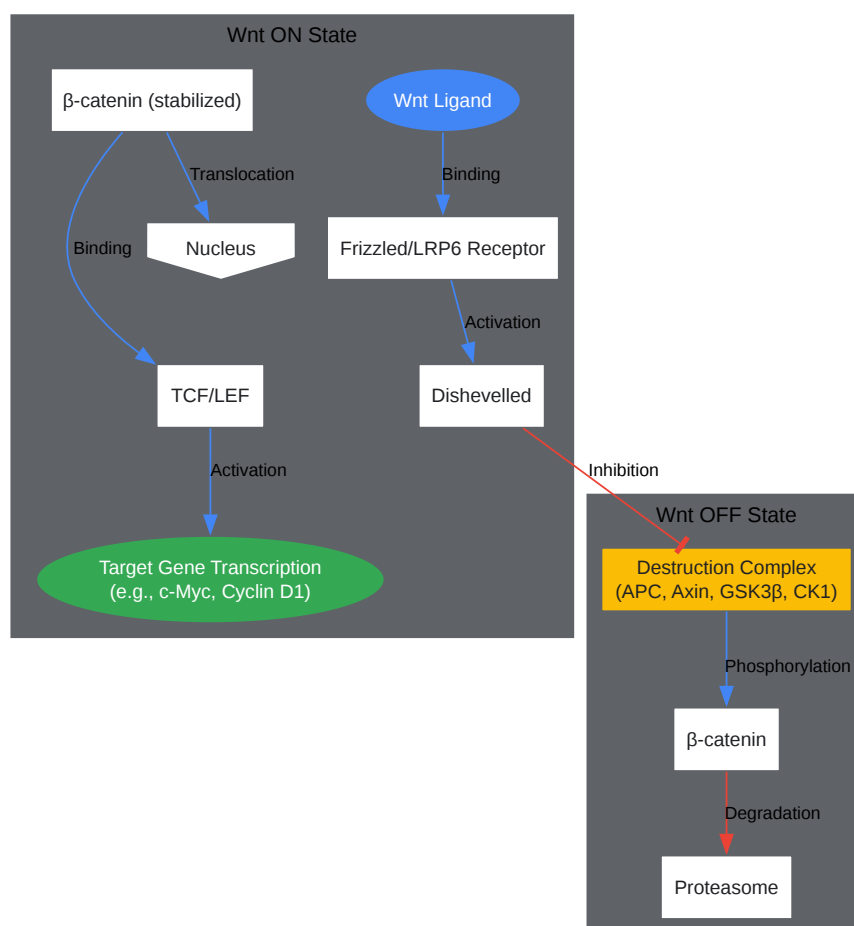 Wnt ON State
β-catenin (stabilized)
Wnt Ligand
Translocation
Binding
Binding
Nucleus
Frizzled/LRP6 Receptor
Activation
TCF/LEF
Dishevelled
Activation
Inhibition
Target Gene Transcription
(e.g., c-Myc, Cyclin D1)
Wnt OFF State
Destruction Complex
(APC, Axin, GSK3β, CK1)
Phosphorylation
β-catenin
Degradation
Proteasome